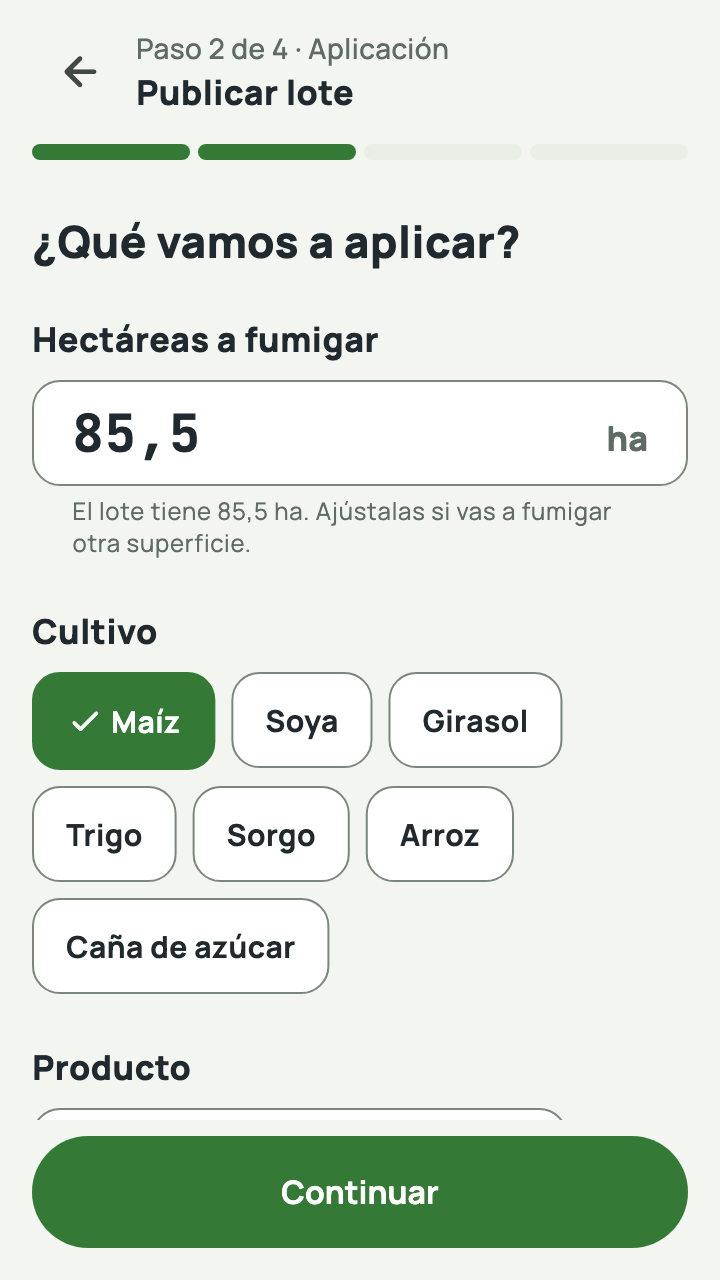 Paso 2 de 4 · Aplicación
Publicar lote
¿Qué vamos a aplicar?
Hectáreas a fumigar
85,5 ha
El lote tiene 85,5 ha. Ajústalas si vas a fumigar
otra superficie.
Cultivo
Maíz Soya Girasol
Trigo Sorgo Arroz
Caña de azúcar
Producto
Continuar